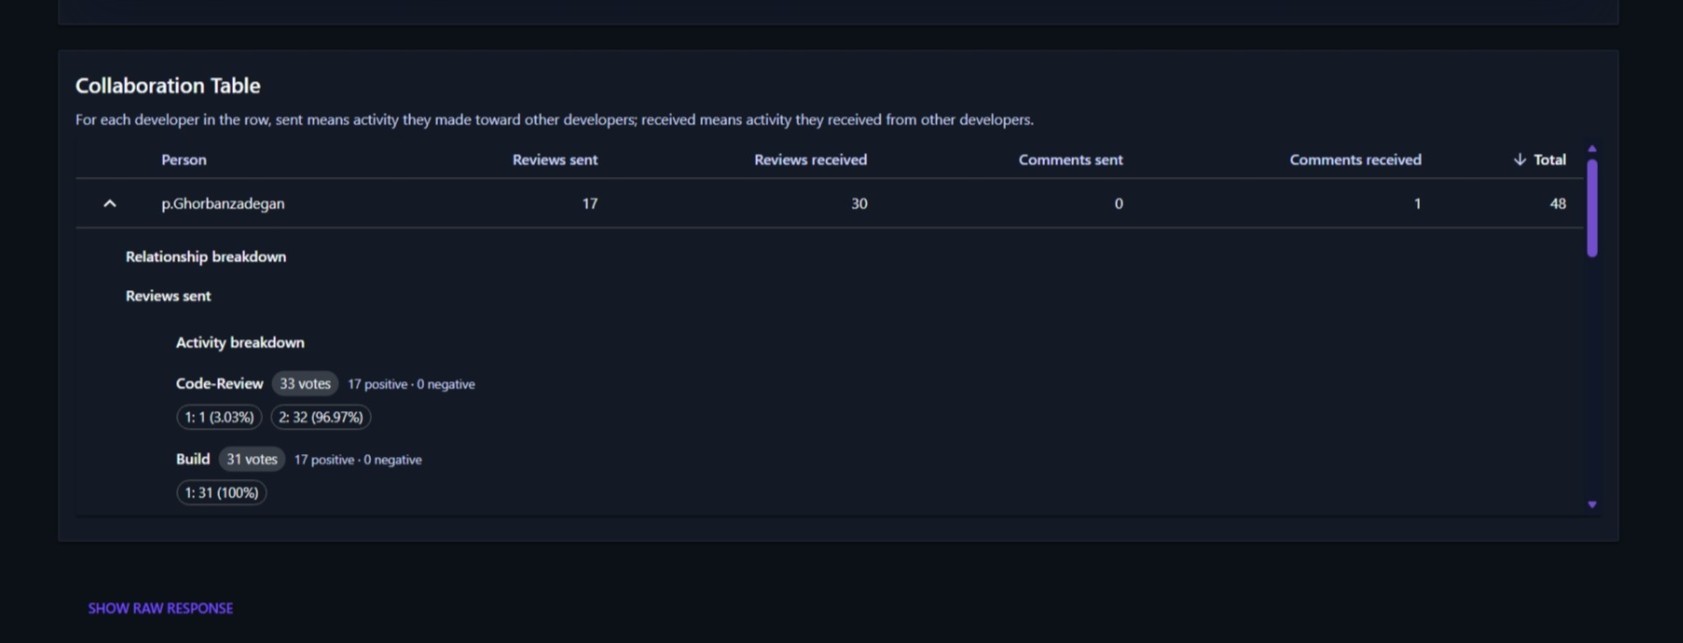 Collaboration Table
For each developer in the row, sent means activity they made toward other developers; received means activity they received from other developers.
Person Reviews sent Reviews received Comments sent Comments received ↓ Total
p.Ghorbanzadegan 17 30 0 1 48
Relationship breakdown
Reviews sent
Activity breakdown
Code-Review 33 votes 17 positive · 0 negative
1: 1 (3.03%) 2: 32 (96.97%)
Build 31 votes 17 positive · 0 negative
1: 31 (100%)
SHOW RAW RESPONSE